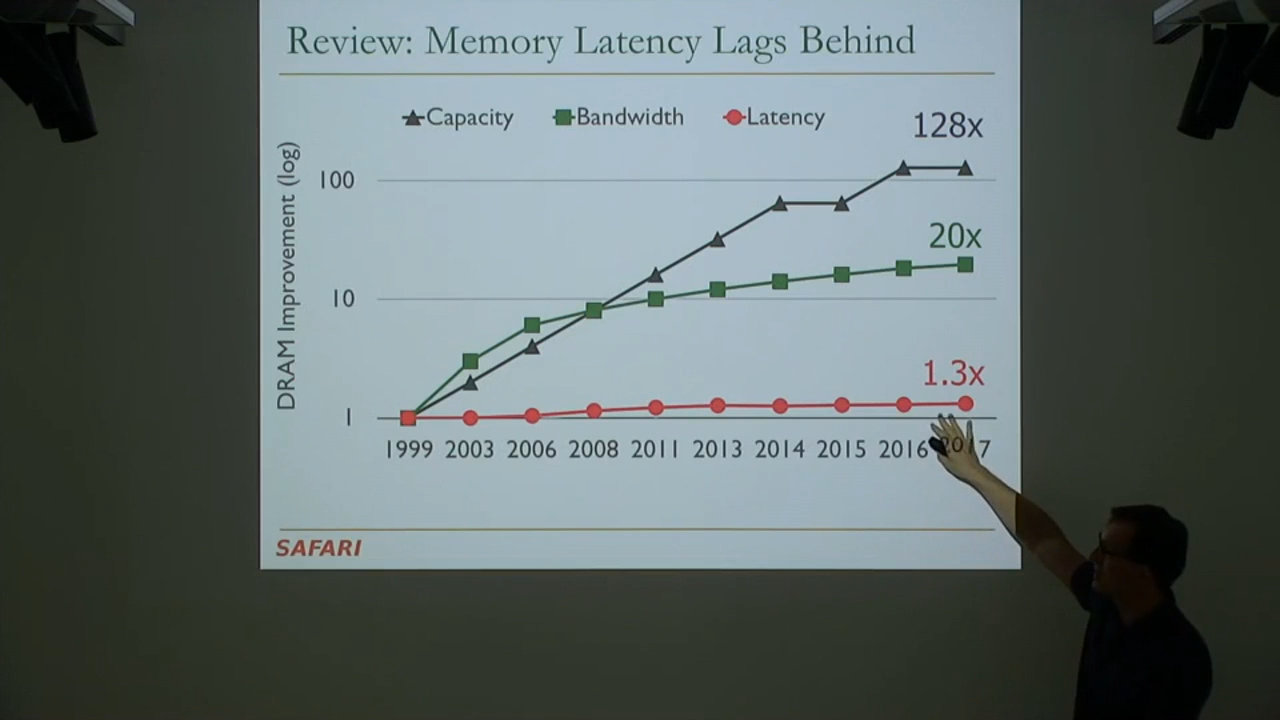 Review: Memory Latency Lags Behind
Capacity Bandwidth Latency
128x
DRAM Improvement (log)
100
20x
10
1.3x
1
1999 2003 2006 2008 2011 2013 2014 2015 2016 2017
SAFARI